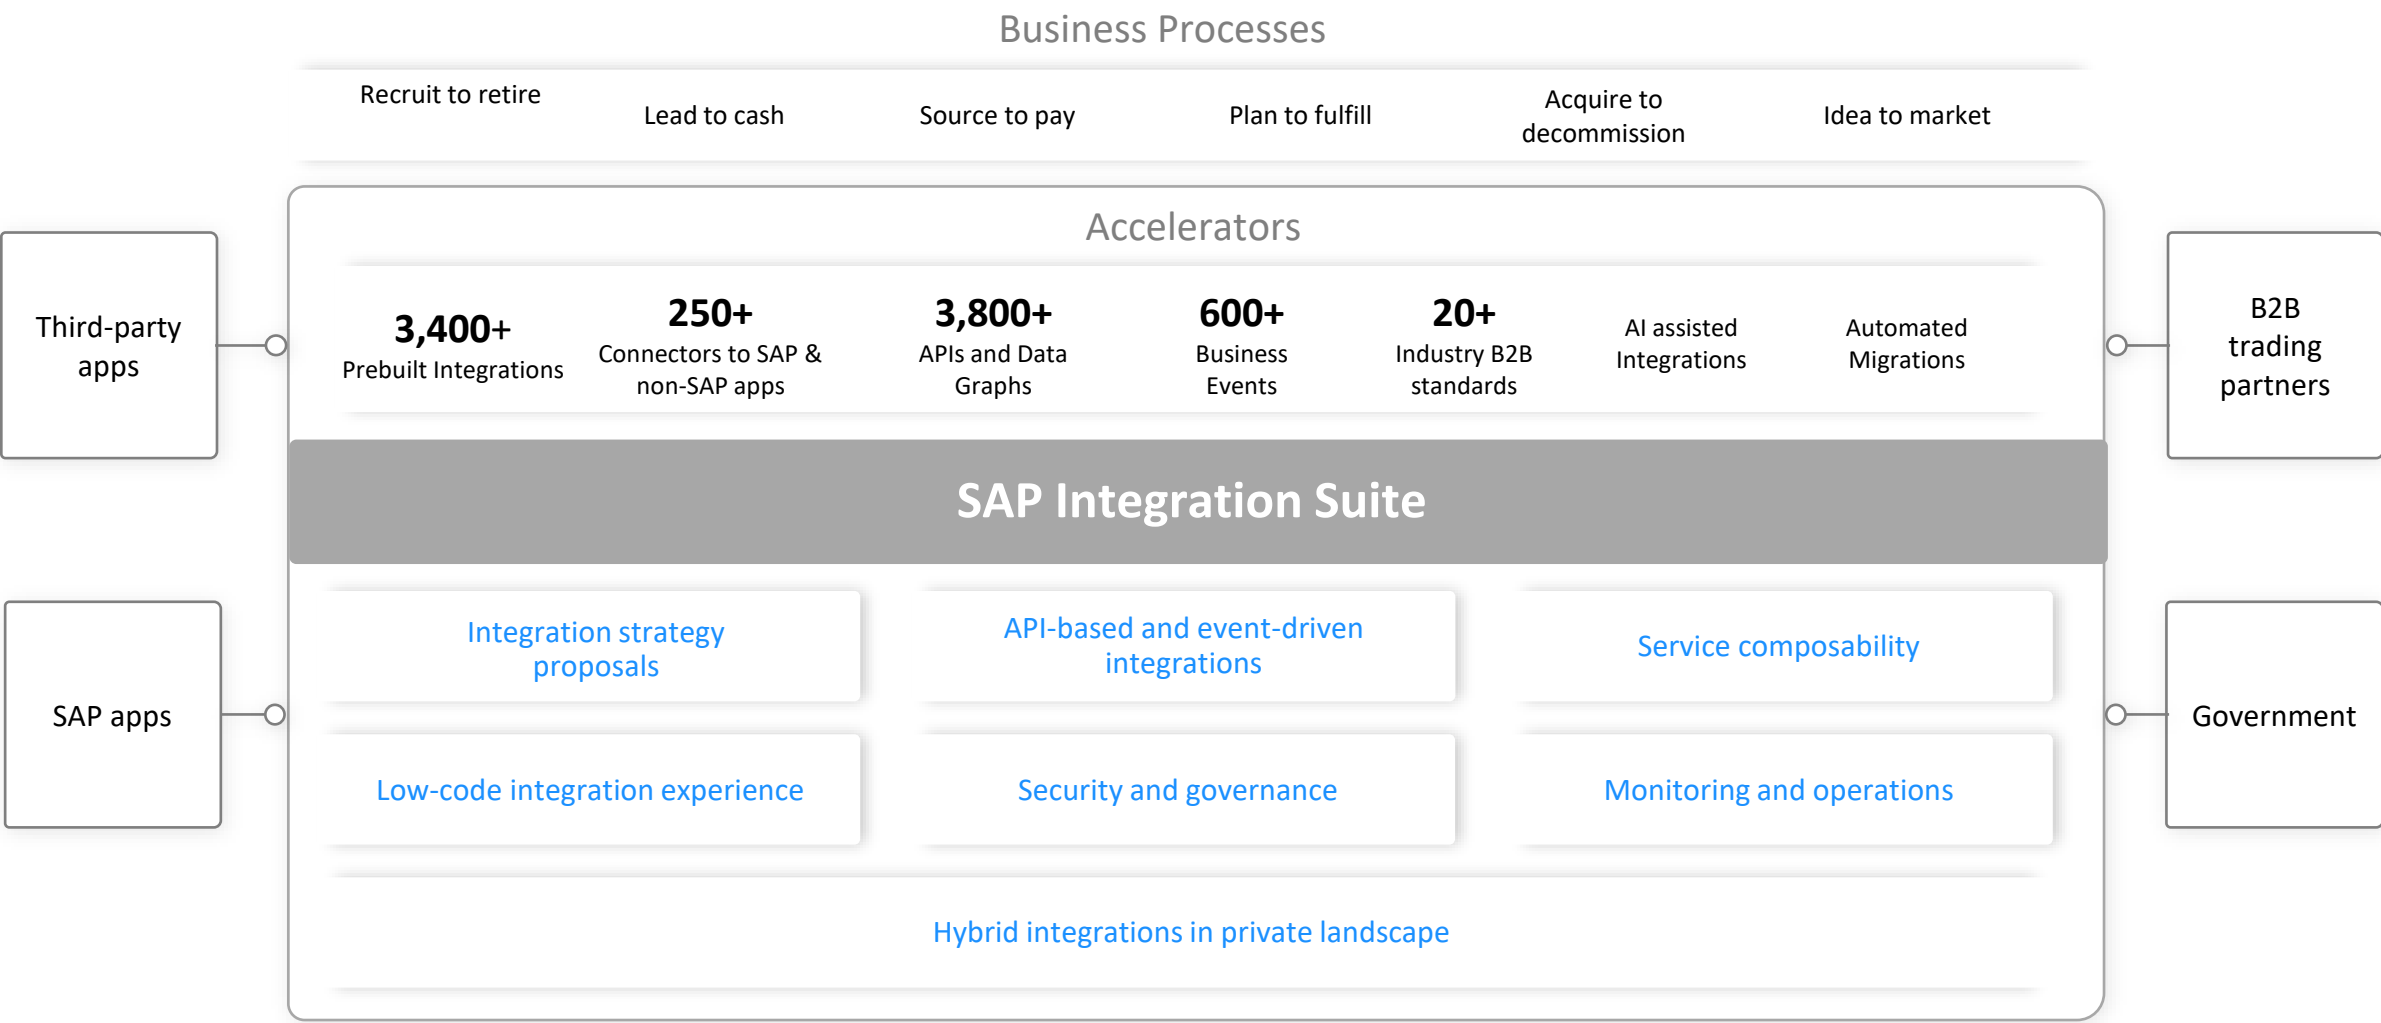 Business Processes
Recruit to retire
Lead to cash
Source to pay
Plan to fulfill
Acquire to
decommission
Idea to market
Accelerators
Third-party
apps
3,400+
Prebuilt Integrations
250+
Connectors to SAP &
non-SAP apps
3,800+
APIs and Data
Graphs
600+
Business
Events
20+
Industry B2B
standards
AI assisted
Integrations
Automated
Migrations
B2B
trading
partners
SAP Integration Suite
Integration strategy
proposals
API-based and event-driven
integrations
Service composability
SAP apps
Government
Low-code integration experience
Security and governance
Monitoring and operations
Hybrid integrations in private landscape